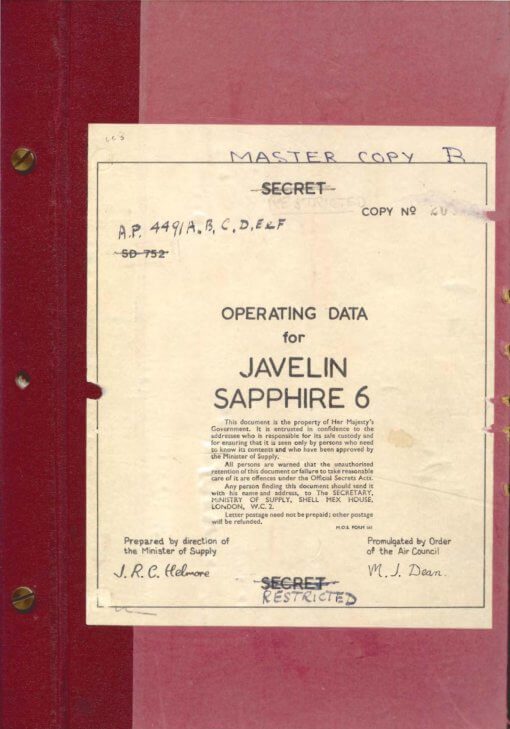 MASTER COPY B
SECRET
RESTRICTED
COPY Nº
A.P. 4491A, B, C, D, E & F
SD 752
OPERATING DATA
for
JAVELIN
SAPPHIRE 6
This document is the property of Her Majesty's
Government. It is entrusted in confidence to the
addressee who is responsible for its safe custody and
for ensuring that it is seen only by persons who need
to know its contents and who have been approved by
the Minister of Supply.
All persons are warned that the unauthorised
retention of this document or failure to take reasonable
care of it are offences under the Official Secrets Acts.
Any person finding this document should send it
with his name and address, to The SECRETARY,
MINISTRY OF SUPPLY, SHELL MEX HOUSE,
LONDON, W.C. 2.
Letter postage need not be prepaid; other postage
will be refunded.
M.O.S. FORM
Prepared by direction of
the Minister of Supply
J. R. C. Helmore
Promulgated by Order
of the Air Council
M. J. Dean.
SECRET
RESTRICTED